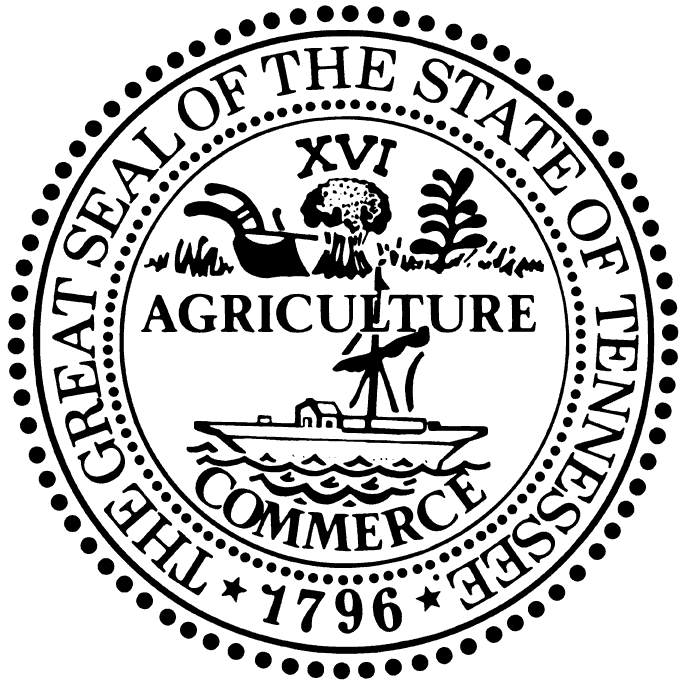 THE GREAT SEAL OF THE STATE OF TENNESSEE
XVI
AGRICULTURE
COMMERCE
★ 1796 ★